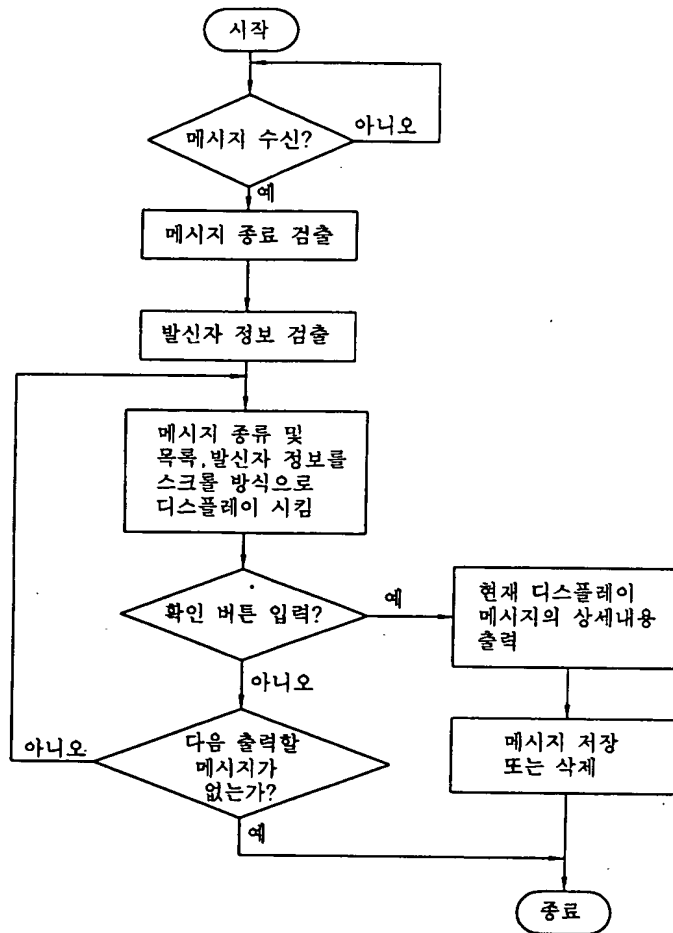 시작
메시지 수신?
아니오
예
메시지 종료 검출
발신자 정보 검출
메시지 종류 및
목록,발신자 정보를
스크롤 방식으로
디스플레이 시킴
확인 버튼 입력?
예
현재 디스플레이
메시지의 상세내용
출력
아니오
아니오
다음 출력할
메시지가
없는가?
메시지 저장
또는 삭제
예
종료